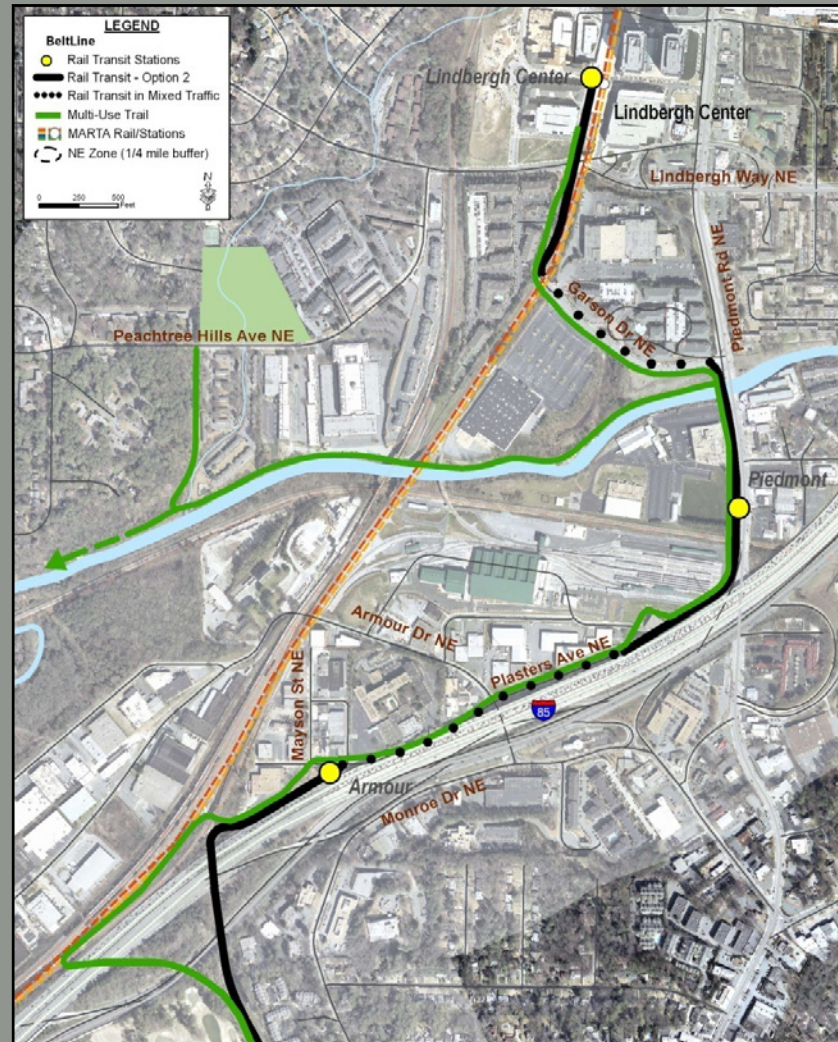 LEGEND
BeltLine
Rail Transit Stations
Rail Transit - Option 2
Rail Transit in Mixed Traffic
Multi-Use Trail
MARTA Rail/Stations
NE Zone (1/4 mile buffer)
N
0 250 500
Feet
Lindbergh Center
Lindbergh Center
Lindbergh Way NE
Piedmont Rd NE
Garson Dr NE
Peachtree Hills Ave NE
Piedmont
Armour Dr NE
Plasters Ave NE
85
Mayson St NE
Armour
Monroe Dr NE